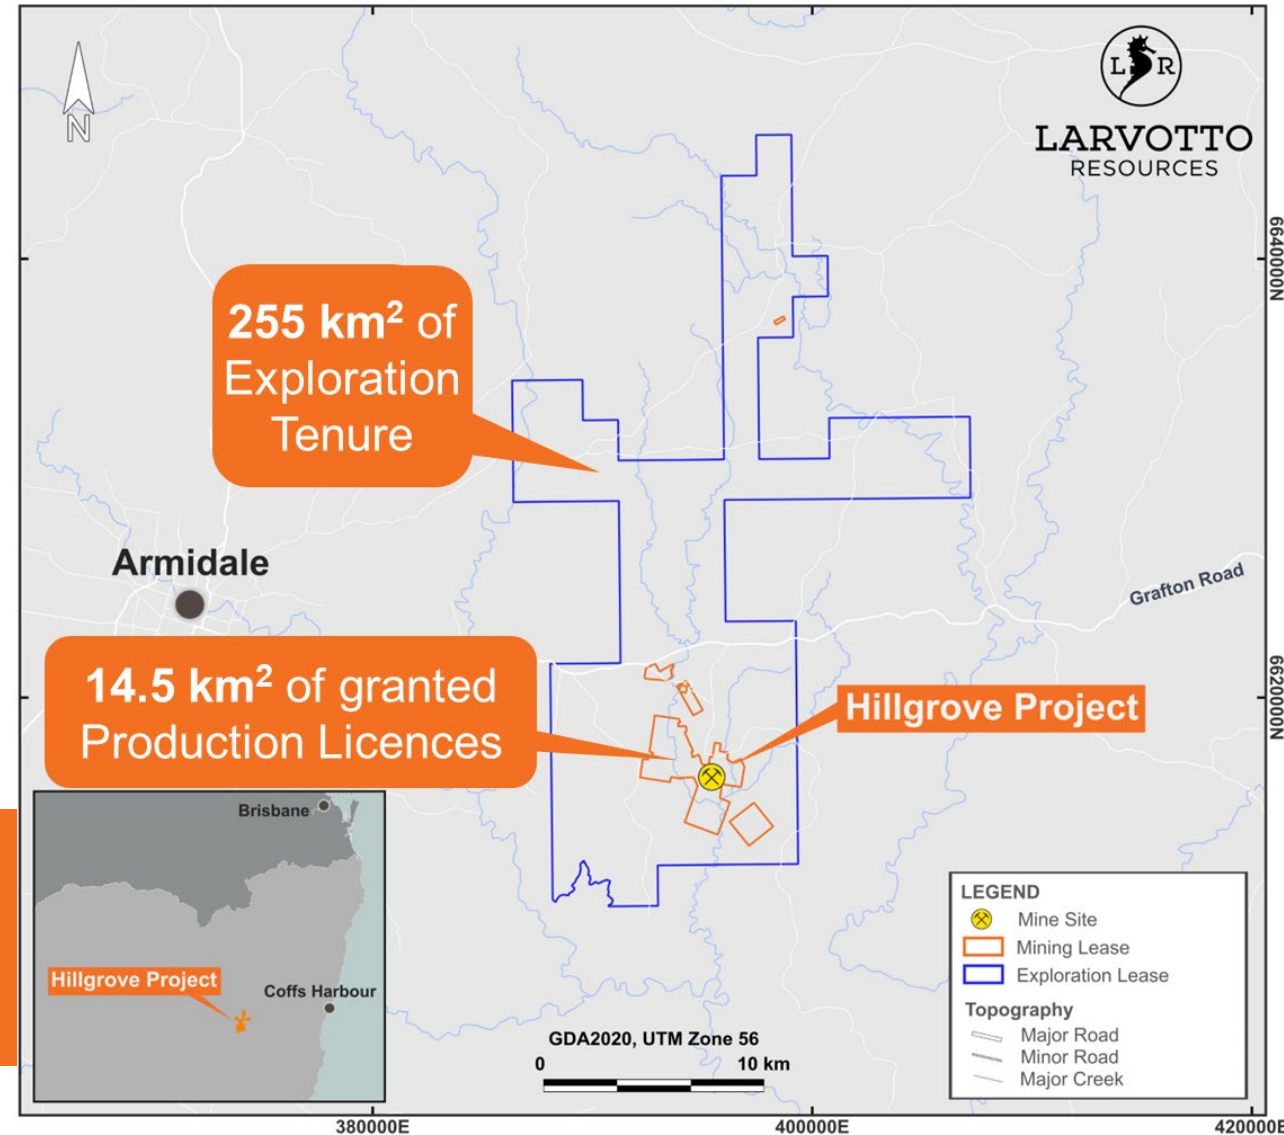 N
L R
LARVOTTO
RESOURCES
6640000N
255 km² of
Exploration
Tenure
Armidale
Grafton Road
14.5 km² of granted
Production Licences
6620000N
Hillgrove Project
Brisbane
Hillgrove Project
Coffs Harbour
LEGEND
Mine Site
Mining Lease
Exploration Lease
Topography
Major Road
Minor Road
Major Creek
GDA2020, UTM Zone 56
0 10 km
380000E 400000E 420000E